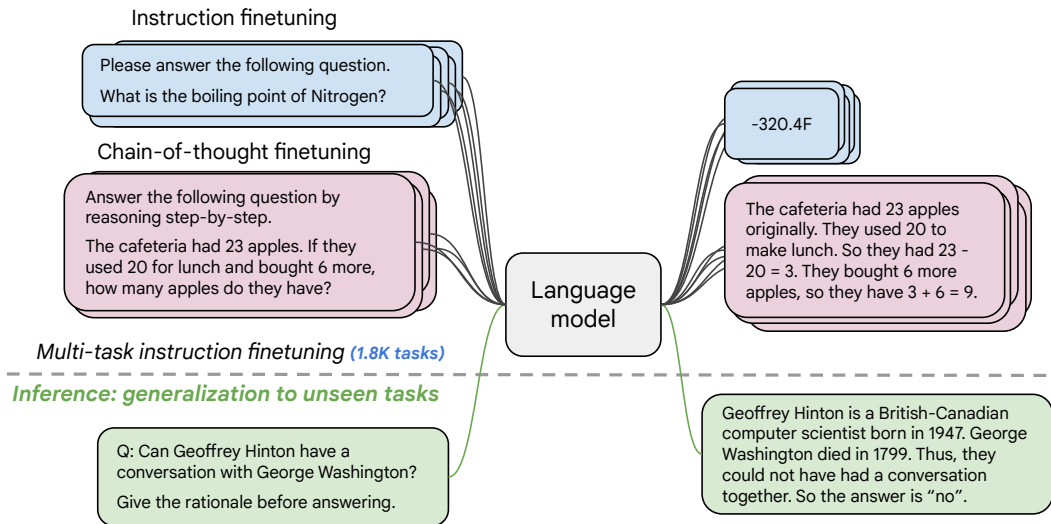 Instruction finetuning
Please answer the following question.
What is the boiling point of Nitrogen?
-320.4F
Chain-of-thought finetuning
Answer the following question by
reasoning step-by-step.
The cafeteria had 23 apples. If they
used 20 for lunch and bought 6 more,
how many apples do they have?
Language
model
The cafeteria had 23 apples
originally. They used 20 to
make lunch. So they had 23 -
20 = 3. They bought 6 more
apples, so they have 3 + 6 = 9.
Multi-task instruction finetuning (1.8K tasks)
Inference: generalization to unseen tasks
Q: Can Geoffrey Hinton have a
conversation with George Washington?
Give the rationale before answering.
Geoffrey Hinton is a British-Canadian
computer scientist born in 1947. George
Washington died in 1799. Thus, they
could not have had a conversation
together. So the answer is “no”.